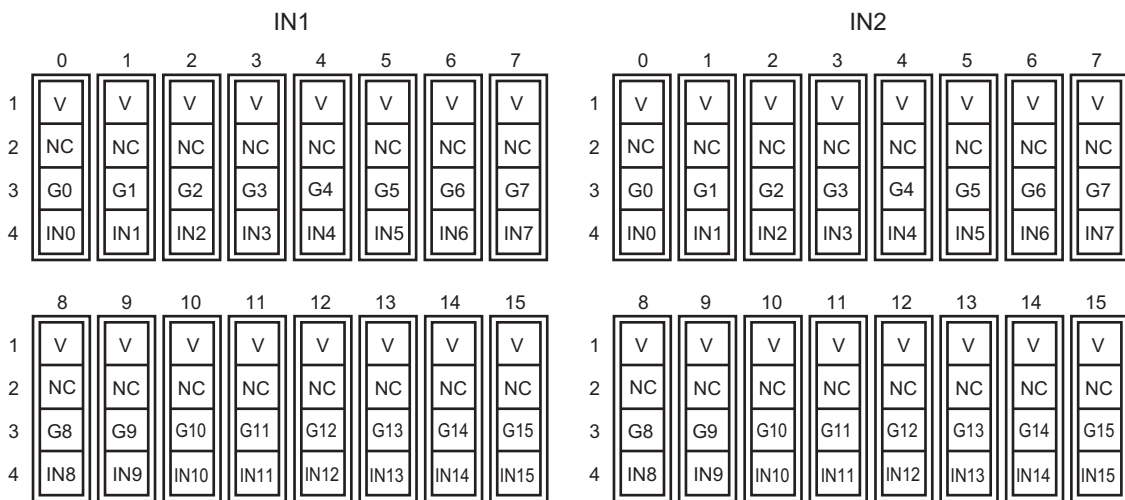 IN1 IN2
0 1 2 3 4 5 6 7 0 1 2 3 4 5 6 7
1 V V V V V V V V 1 V V V V V V V V
2 NC NC NC NC NC NC NC NC 2 NC NC NC NC NC NC NC NC
3 G0 G1 G2 G3 G4 G5 G6 G7 3 G0 G1 G2 G3 G4 G5 G6 G7
4 IN0 IN1 IN2 IN3 IN4 IN5 IN6 IN7 4 IN0 IN1 IN2 IN3 IN4 IN5 IN6 IN7
8 9 10 11 12 13 14 15 8 9 10 11 12 13 14 15
1 V V V V V V V V 1 V V V V V V V V
2 NC NC NC NC NC NC NC NC 2 NC NC NC NC NC NC NC NC
3 G8 G9 G10 G11 G12 G13 G14 G15 3 G8 G9 G10 G11 G12 G13 G14 G15
4 IN8 IN9 IN10 IN11 IN12 IN13 IN14 IN15 4 IN8 IN9 IN10 IN11 IN12 IN13 IN14 IN15